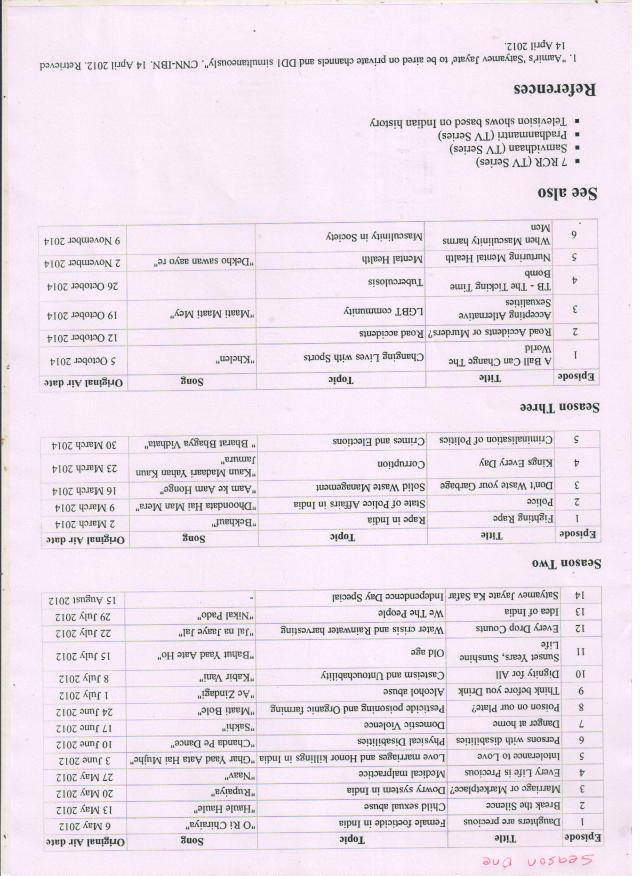 Season One
Episode Title Topic Song Original Air date
1 Daughters are precious Female foeticide in India "O Ri Chiraiya" 6 May 2012
2 Break the Silence Child sexual abuse "Haule Haule" 13 May 2012
3 Marriage or Marketplace? Dowry system in India "Rupaiya" 20 May 2012
4 Every Life is Precious Medical malpractice "Naav" 27 May 2012
5 Intolerance to Love Love marriages and Honor killings in India "Ghar Yaad Aata Hai Mujhe" 3 June 2012
6 Persons with disabilities Physical Disabilities "Chanda Pe Dance" 10 June 2012
7 Danger at home Domestic Violence "Sakhi" 17 June 2012
8 Poison on our Plate? Pesticide poisoning and Organic farming "Maati Bole" 24 June 2012
9 Think before you Drink Alcohol abuse "Ae Zindagi" 1 July 2012
10 Dignity for All Casteism and Untouchability "Kabir Vani" 8 July 2012
11 Sunset Years, Sunshine Old age "Bahut Yaad Aate Ho" 15 July 2012
Life
12 Every Drop Counts Water crisis and Rainwater harvesting "Jal na Jaaye Jal" 22 July 2012
13 Idea of India We The People "Nikal Pado" 29 July 2012
14 Satyamev Jayate Ka Safar Independence Day Special - 15 August 2012
Season Two
Episode Title Topic Song Original Air date
1 Fighting Rape Rape in India "Bekhauf" 2 March 2014
2 Police State of Police Affairs in India "Dhoondata Hai Man Mera" 9 March 2014
3 Don't Waste your Garbage Solid Waste Management "Aam ke Aam Honge" 16 March 2014
4 Kings Every Day Corruption "Kaun Madaari Yahan Kaun 23 March 2014
Jamura"
5 Criminalisation of Politics Crimes and Elections " Bharat Bhagya Vidhata" 30 March 2014
Season Three
Episode Title Topic Song Original Air date
1 A Ball Can Change The Changing Lives with Sports "Khelen" 5 October 2014
World
2 Road Accidents or Murders? Road accidents 12 October 2014
3 Accepting Alternative LGBT community "Maati Maati Mey" 19 October 2014
Sexualities
4 TB - The Ticking Time Tuberculosis 26 October 2014
Bomb
5 Nurturing Mental Health Mental Health "Dekho sawan aayo re" 2 November 2014
6 When Masculinity harms Masculinity in Society 9 November 2014
Men
See also
▪ 7 RCR (TV Series)
▪ Samvidhaan (TV Series)
▪ Pradhanmantri (TV Series)
▪ Television shows based on Indian history
References
1. "Aamir's 'Satyamev Jayate' to be aired on private channels and DD1 simultaneously". CNN-IBN. 14 April 2012. Retrieved
14 April 2012.